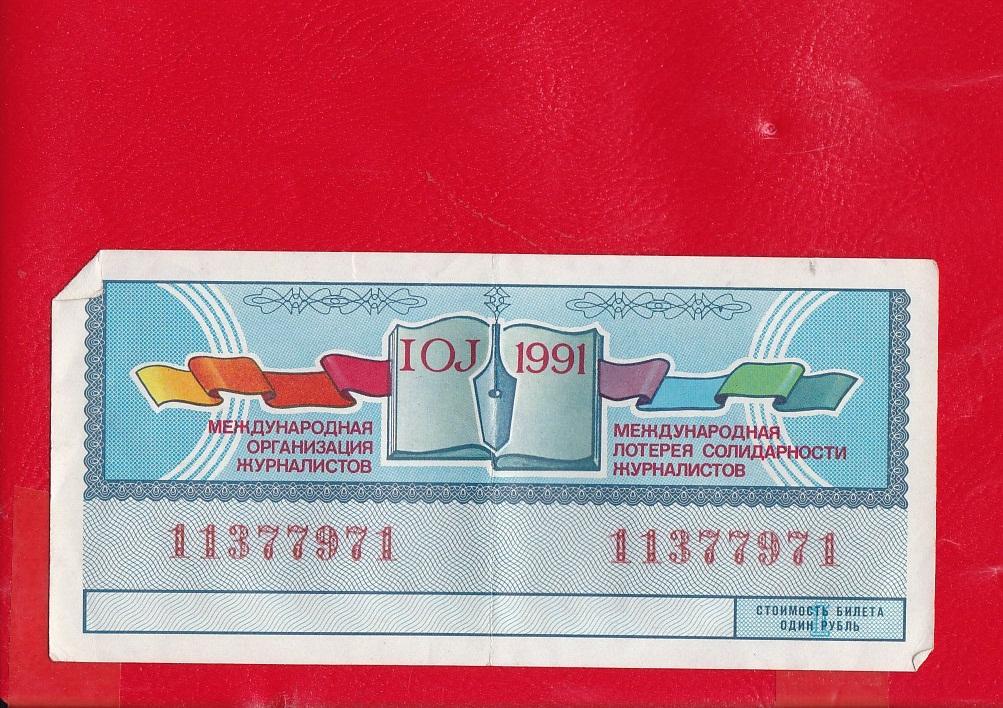 IOJ 1991
МЕЖДУНАРОДНАЯ
ОРГАНИЗАЦИЯ
ЖУРНАЛИСТОВ
МЕЖДУНАРОДНАЯ
ЛОТЕРЕЯ СОЛИДАРНОСТИ
ЖУРНАЛИСТОВ
11377971 11377971
СТОИМОСТЬ БИЛЕТА
ОДИН РУБЛЬ